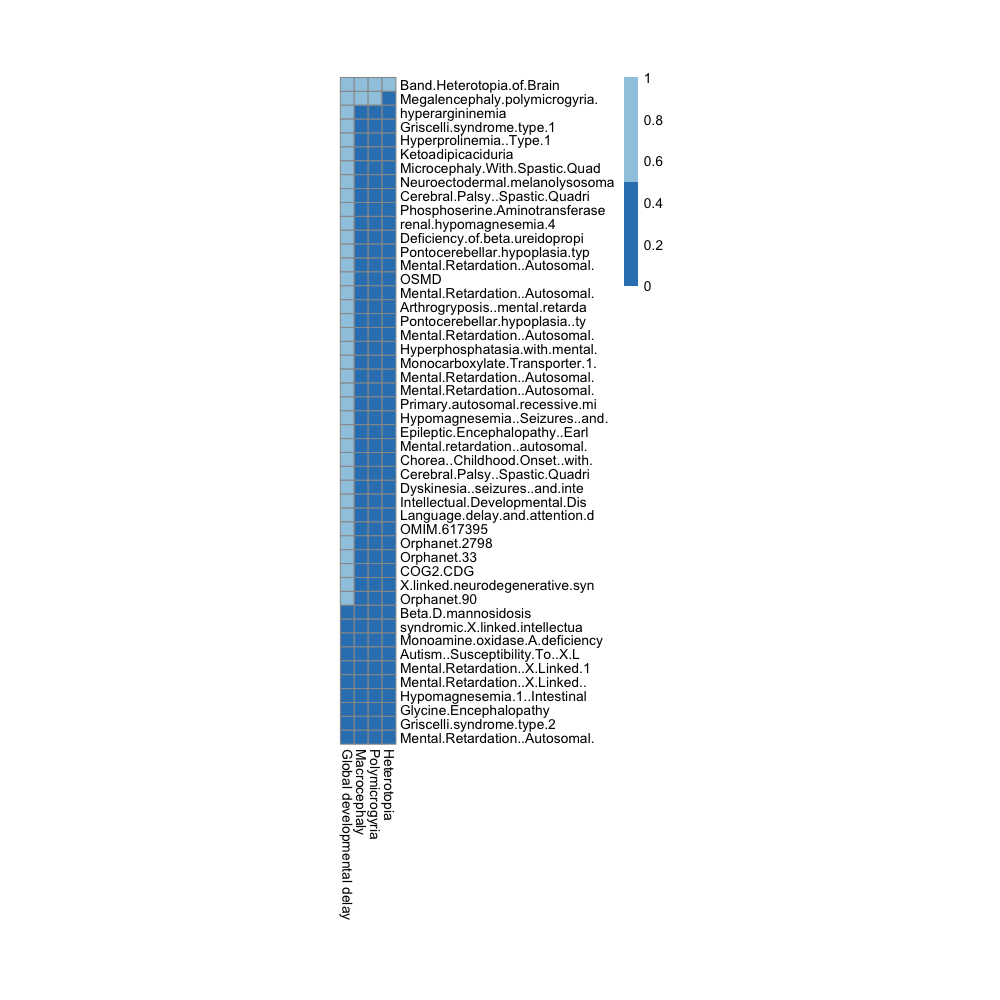 Band.Heterotopia.of.Brain
Megalencephaly.polymicrogyria.
hyperargininemia
Griscelli.syndrome.type.1
Hyperprolinemia..Type.1
Ketoadipicaciduria
Microcephaly.With.Spastic.Quad
Neuroectodermal.melanolysosoma
Cerebral.Palsy..Spastic.Quadri
Phosphoserine.Aminotransferase
renal.hypomagnesemia.4
Deficiency.of.beta.ureidopropi
Pontocerebellar.hypoplasia.typ
Mental.Retardation..Autosomal.
OSMD
Mental.Retardation..Autosomal.
Arthrogryposis..mental.retarda
Pontocerebellar.hypoplasia..ty
Mental.Retardation..Autosomal.
Hyperphosphatasia.with.mental.
Monocarboxylate.Transporter.1.
Mental.Retardation..Autosomal.
Mental.Retardation..Autosomal.
Primary.autosomal.recessive.mi
Hypomagnesemia..Seizures..and.
Epileptic.Encephalopathy..Earl
Mental.retardation..autosomal.
Chorea..Childhood.Onset..with.
Cerebral.Palsy..Spastic.Quadri
Dyskinesia..seizures..and.inte
Intellectual.Developmental.Dis
Language.delay.and.attention.d
OMIM.617395
Orphanet.2798
Orphanet.33
COG2.CDG
X.linked.neurodegenerative.syn
Orphanet.90
Beta.D.mannosidosis
syndromic.X.linked.intellectua
Monoamine.oxidase.A.deficiency
Autism..Susceptibility.To..X.L
Mental.Retardation..X.Linked.1
Mental.Retardation..X.Linked..
Hypomagnesemia.1..Intestinal
Glycine.Encephalopathy
Griscelli.syndrome.type.2
Mental.Retardation..Autosomal.
1
0.8
0.6
0.4
0.2
0
Global developmental delay
Macrocephaly
Polymicrogyria
Heterotopia